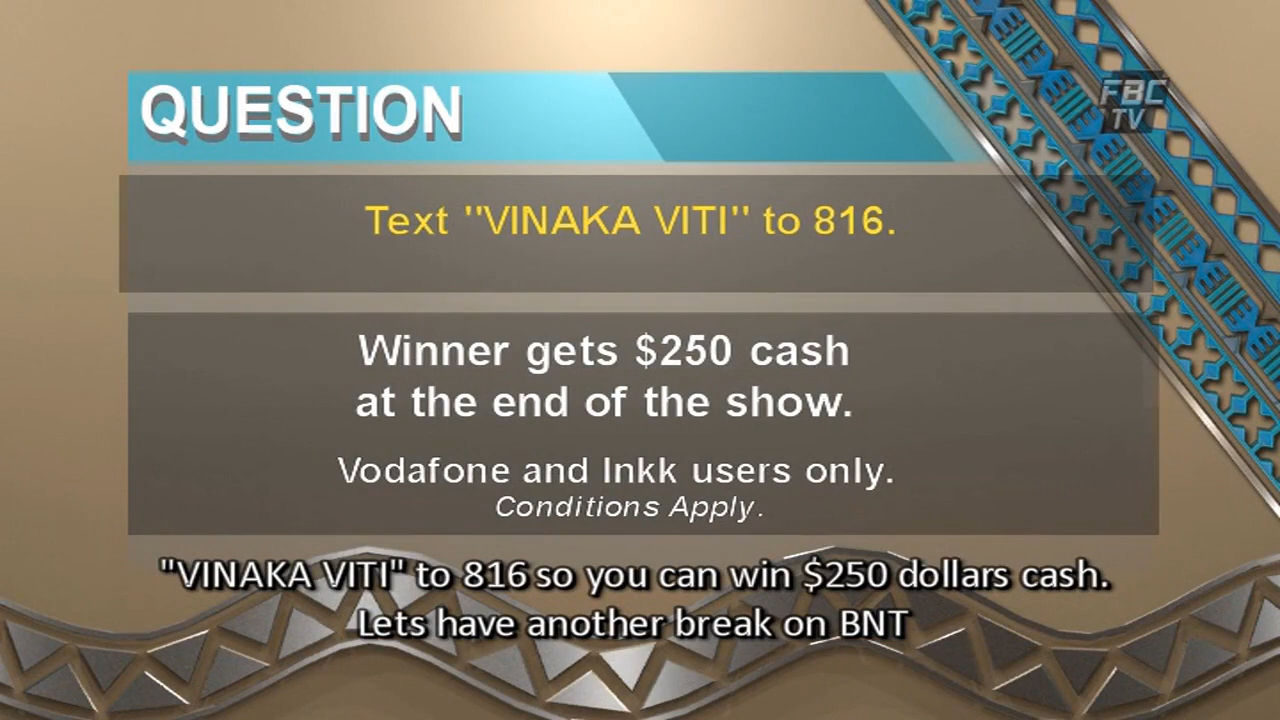 QUESTION
FBC
TV
Text "VINAKA VITI" to 816.
Winner gets $250 cash
at the end of the show.
Vodafone and Inkk users only.
Conditions Apply.
"VINAKA VITI" to 816 so you can win $250 dollars cash.
Lets have another break on BNT